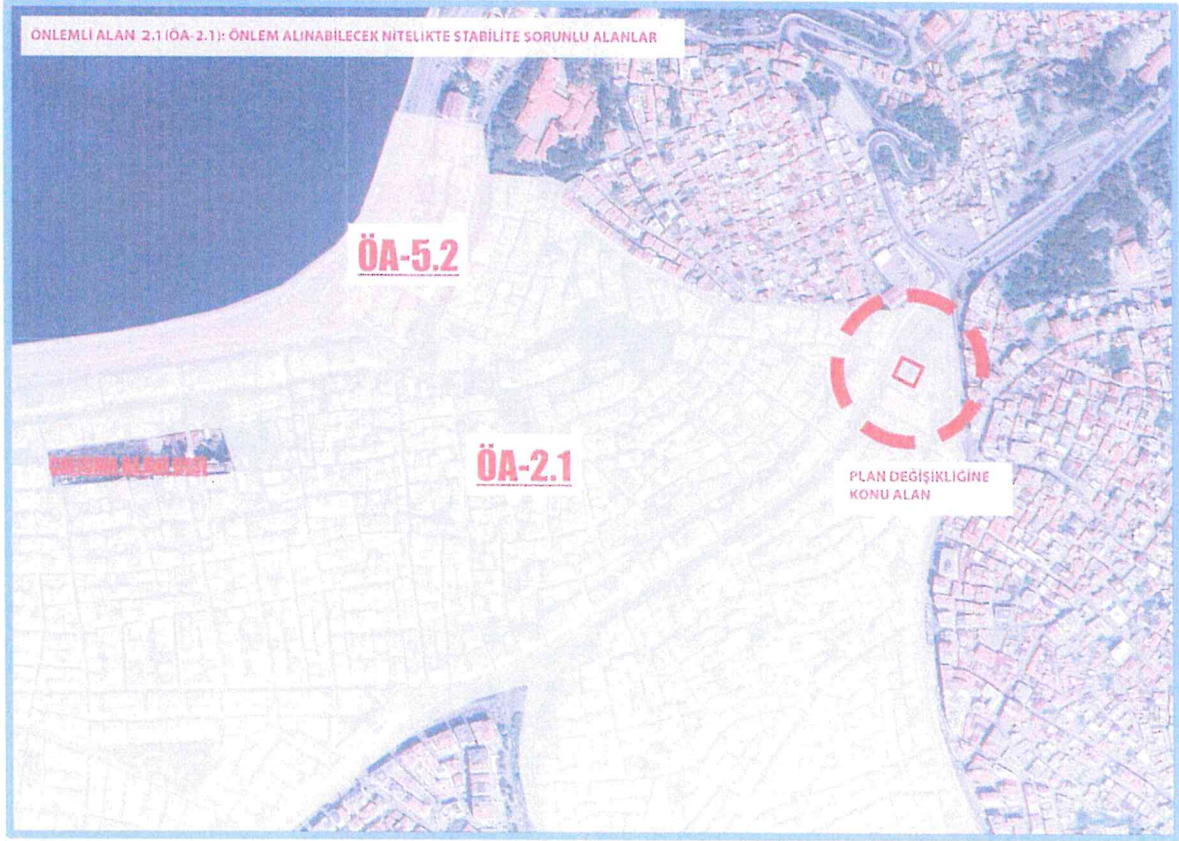 ÖNLEMLİ ALAN 2.1 (ÖA-2.1): ÖNLEM ALINABİLECEK NİTELİKTE STABİLİTE SORUNLU ALANLAR
ÖA-5.2
ÖA-2.1
PLAN DEĞİŞİKLİĞİNE
KONU ALAN